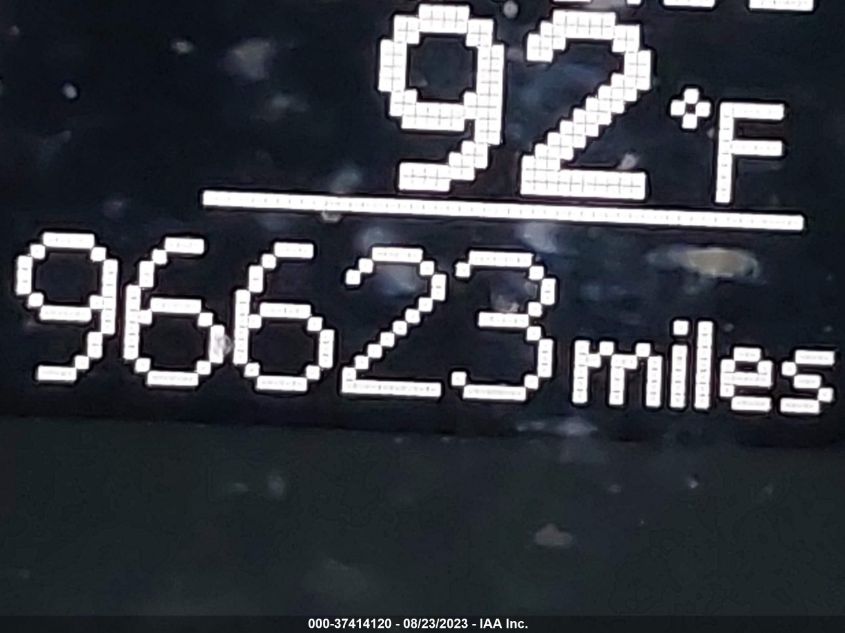 92°F
96623 miles
000-37414120 - 08/23/2023 - IAA Inc.